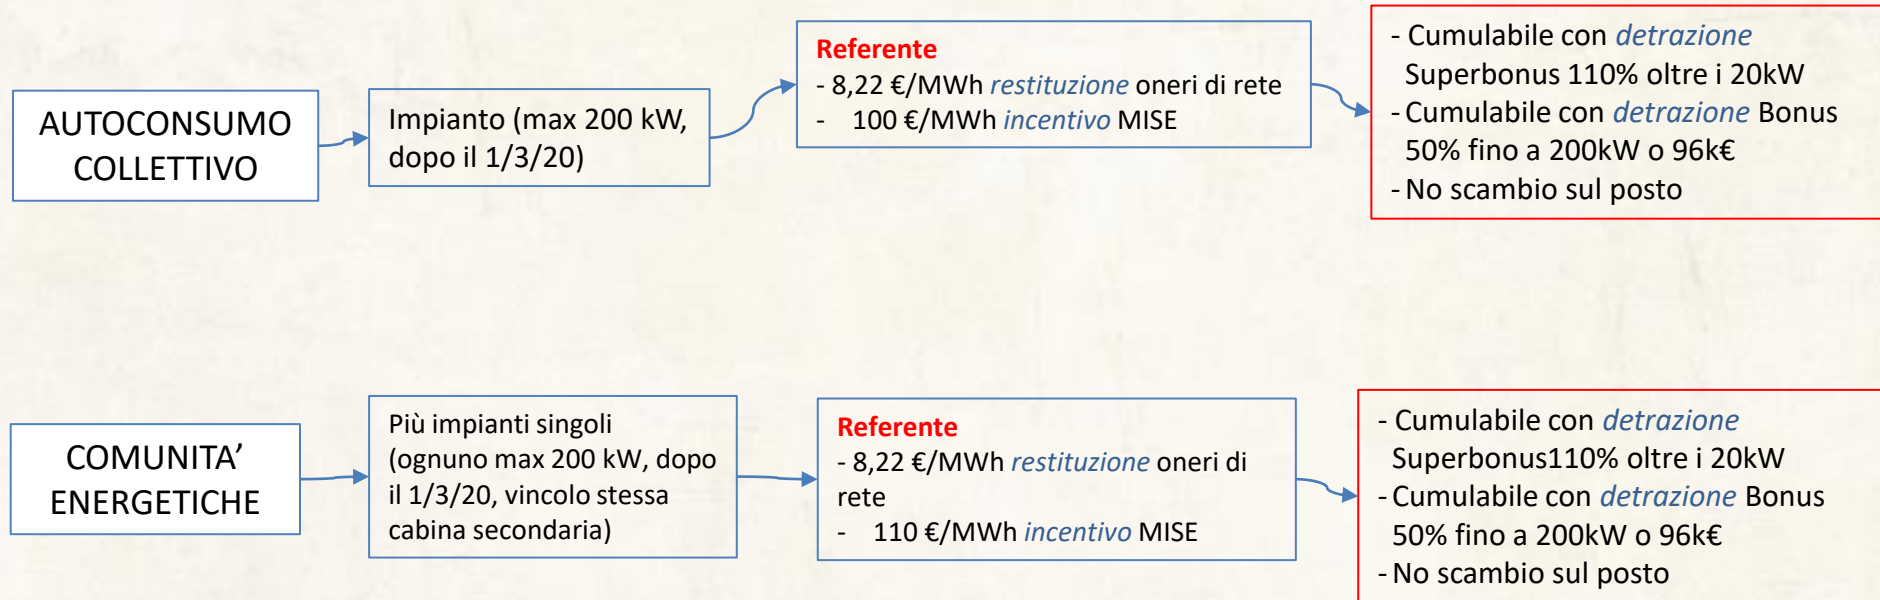 AUTOCONSUMO
COLLETTIVO
Impianto (max 200 kW,
dopo il 1/3/20)
Referente
- 8,22 €/MWh restituzione oneri di rete
- 100 €/MWh incentivo MISE
- Cumulabile con detrazione
Superbonus 110% oltre i 20kW
- Cumulabile con detrazione Bonus
50% fino a 200kW o 96k€
- No scambio sul posto
COMUNITA’
ENERGETICHE
Più impianti singoli
(ognuno max 200 kW, dopo
il 1/3/20, vincolo stessa
cabina secondaria)
Referente
- 8,22 €/MWh restituzione oneri di
rete
- 110 €/MWh incentivo MISE
- Cumulabile con detrazione
Superbonus110% oltre i 20kW
- Cumulabile con detrazione Bonus
50% fino a 200kW o 96k€
- No scambio sul posto